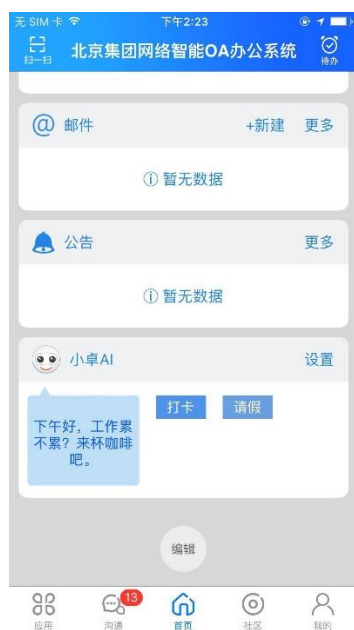 无 SIM 卡 下午2:23
扫一扫 北京集团网络智能OA办公系统 待办
@ 邮件 +新建 更多
暂无数据
公告 更多
暂无数据
小卓AI 设置
打卡 请假
下午好，工作累
不累？来杯咖啡
吧。
编辑
13
应用 沟通 首页 社区 我的